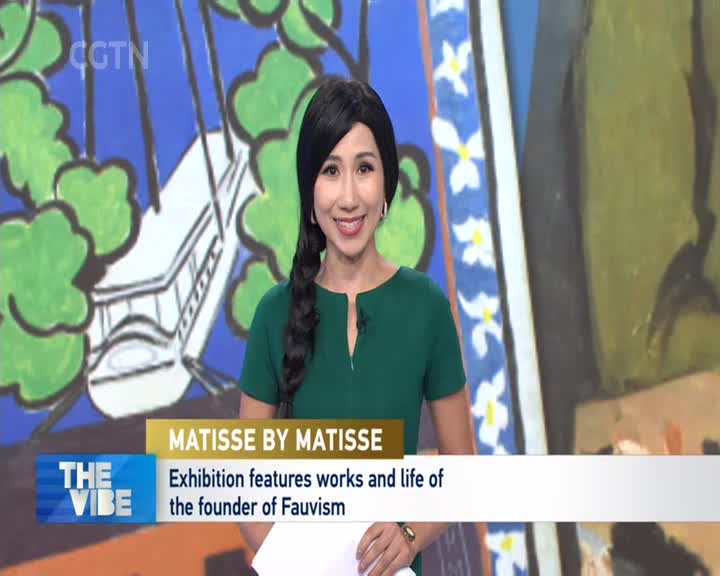 CGTN
MATISSE BY MATISSE
THE
VIBE
Exhibition features works and life of
the founder of Fauvism